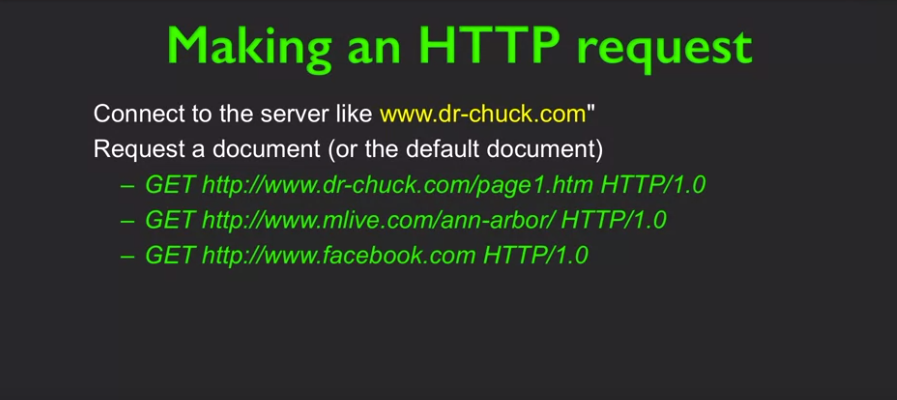 Making an HTTP request
Connect to the server like www.dr-chuck.com"
Request a document (or the default document)
– GET http://www.dr-chuck.com/page1.htm HTTP/1.0
– GET http://www.mlive.com/ann-arbor/ HTTP/1.0
– GET http://www.facebook.com HTTP/1.0